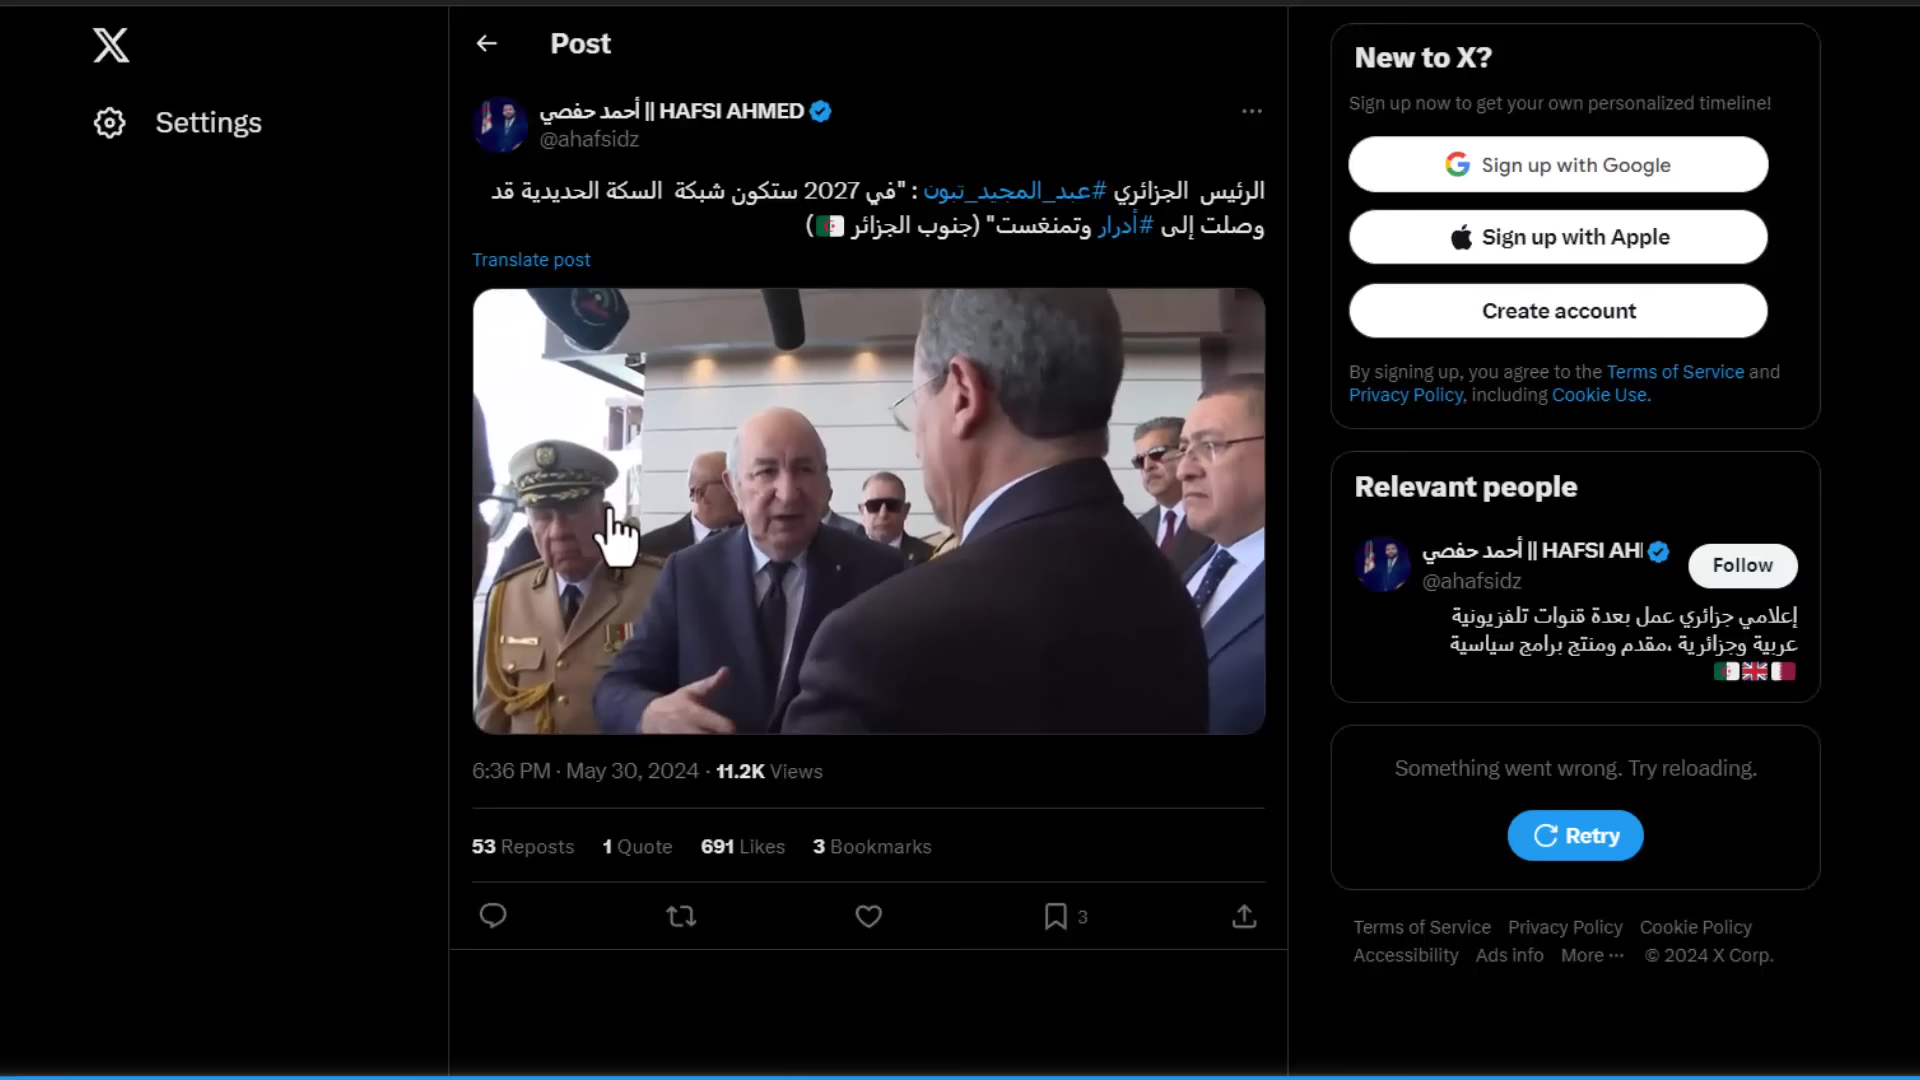 Settings
Post
أحمد حفصي || HAFSI AHMED
@ahafsidz
الرئيس الجزائري #عبد_المجيد_تبون : "في 2027 ستكون شبكة السكة الحديدية قد
وصلت إلى #أدرار وتمنغست" (جنوب الجزائر 🇩🇿)
Translate post
6:36 PM · May 30, 2024 · 11.2K Views
53 Reposts 1 Quote 691 Likes 3 Bookmarks
3
New to X?
Sign up now to get your own personalized timeline!
Sign up with Google
Sign up with Apple
Create account
By signing up, you agree to the Terms of Service and
Privacy Policy, including Cookie Use.
Relevant people
أحمد حفصي || HAFSI AH
@ahafsidz
Follow
إعلامي جزائري عمل بعدة قنوات تلفزيونية
عربية وجزائرية ،مقدم ومنتج برامج سياسية
🇩🇿🇬🇧🇶🇦
Something went wrong. Try reloading.
Retry
Terms of Service Privacy Policy Cookie Policy
Accessibility Ads info More ··· © 2024 X Corp.